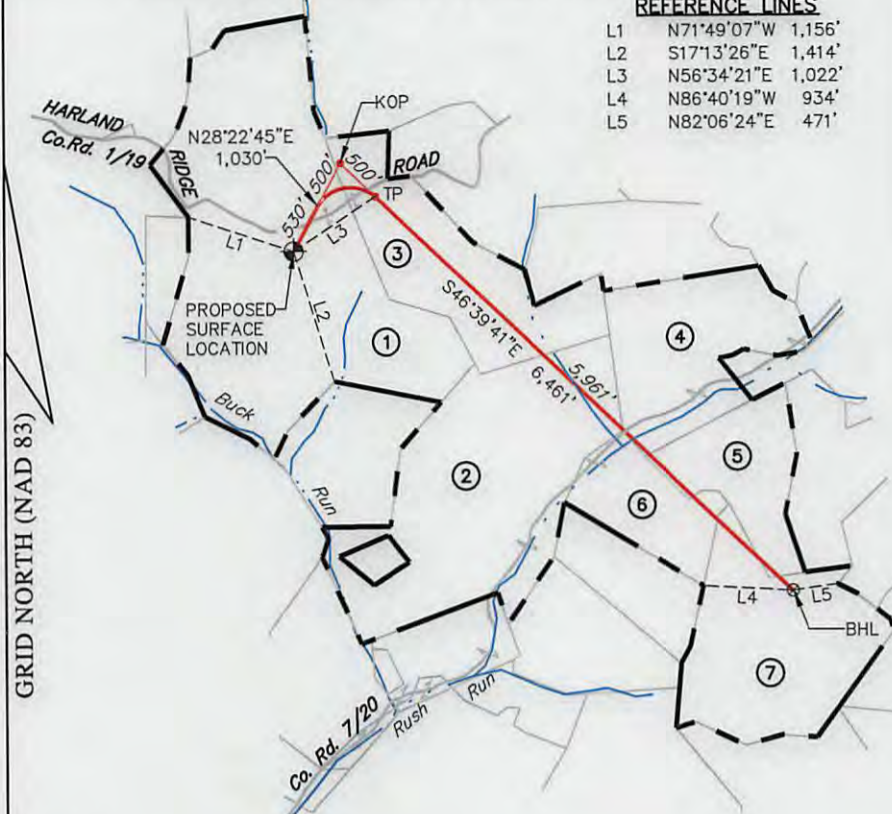 REFERENCE LINES
L1 N71°49'07"W 1,156'
L2 S17°13'26"E 1,414'
L3 N56°34'21"E 1,022'
L4 N86°40'19"W 934'
L5 N82°06'24"E 471'
KOP
HARLAND
Co.Rd. 1/19
RIDGE
ROAD
N28°22'45"E
1,030'
500'
500'
530'
TP
L1
L3
L2
PROPOSED
SURFACE
LOCATION
3
1
4
S46°39'41"E
6,461'
5,961'
Buck
Run
2
5
6
L4
L5
BHL
7
Co. Rd. 7/20
Rush
Run
GRID NORTH (NAD 83)